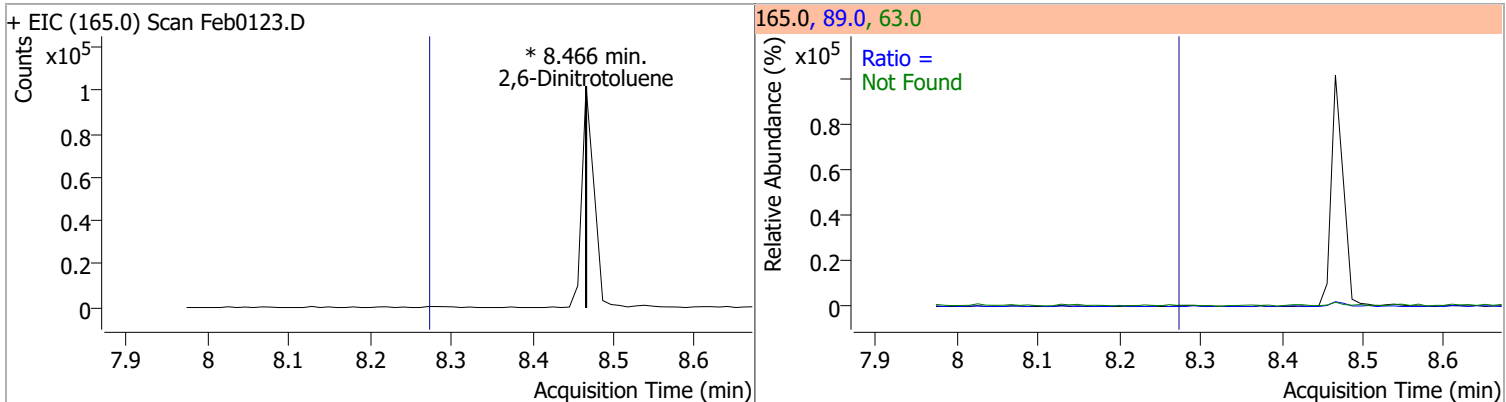 + EIC (165.0) Scan Feb0123.D
Counts
x10⁵
* 8.466 min.
2,6-Dinitrotoluene
1
0.8
0.6
0.4
0.2
0
7.9 8 8.1 8.2 8.3 8.4 8.5 8.6
Acquisition Time (min)
165.0, 89.0, 63.0
Relative Abundance (%)
x10⁵
Ratio =
Not Found
0.8
0.6
0.4
0.2
0
7.9 8 8.1 8.2 8.3 8.4 8.5 8.6
Acquisition Time (min)